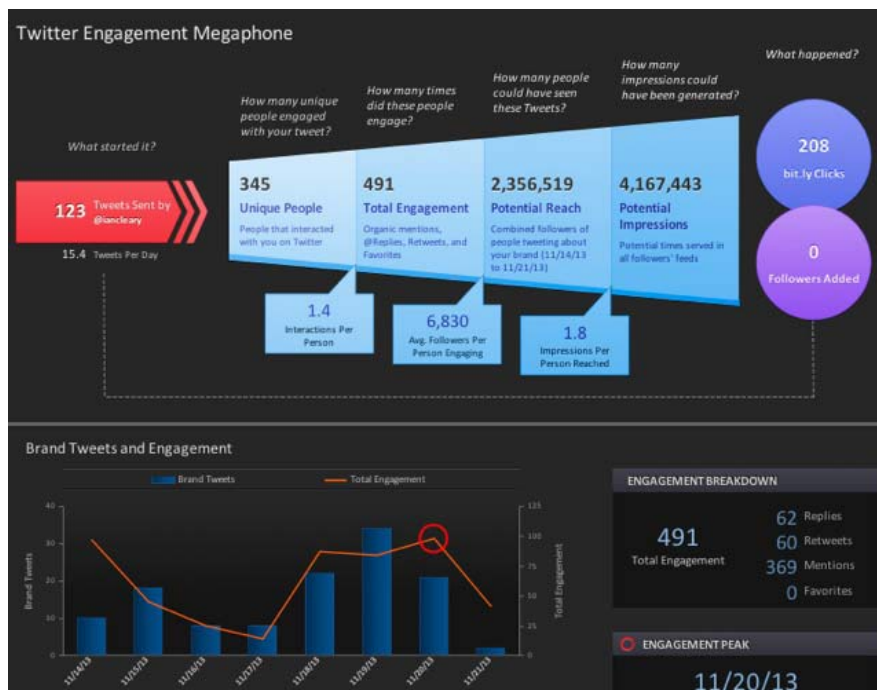 Twitter Engagement Megaphone
What started it?
123
Tweets Sent by
@iancleary
15.4 Tweets Per Day
How many unique
people engaged
with your tweet?
345
Unique People
People that interacted
with you on Twitter
1.4
Interactions Per
Person
How many times
did these people
engage?
491
Total Engagement
Organic mentions,
@Replies, Retweets, and
Favorites
6,830
Avg. Followers Per
Person Engaging
How many people
could have seen
these Tweets?
2,356,519
Potential Reach
Combined followers of
people tweeting about
your brand (11/14/13
to 11/21/13)
1.8
Impressions Per
Person Reached
How many
impressions could
have been generated?
4,167,443
Potential
Impressions
Potential times served in
all followers' feeds
What happened?
208
bit.ly Clicks
0
Followers Added
Brand Tweets and Engagement
Brand Tweets
Total Engagement
Brand Tweets
40
30
20
10
0
125
100
75
50
25
0
Total Engagement
11/14/13
11/15/13
11/16/13
11/17/13
11/18/13
11/19/13
11/20/13
11/21/13
ENGAGEMENT BREAKDOWN
491
Total Engagement
62 Replies
60 Retweets
369 Mentions
0 Favorites
ENGAGEMENT PEAK
11/20/13